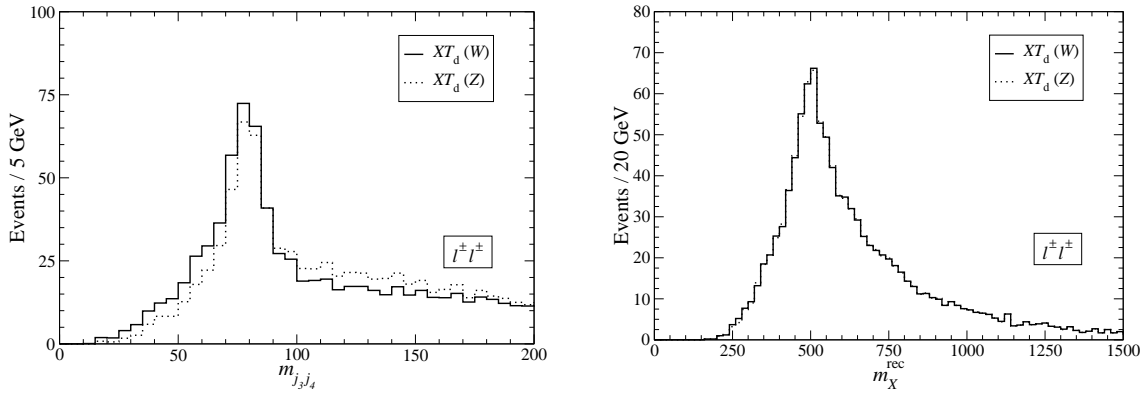 100
75
50
25
0
Events / 5 GeV
XT_d (W)
XT_d (Z)
l^± l^±
0 50 100 150 200
m_{j_3 j_4}
80
70
60
50
40
30
20
10
0
Events / 20 GeV
XT_d (W)
XT_d (Z)
l^± l^±
0 250 500 750 1000 1250 1500
m_X^rec